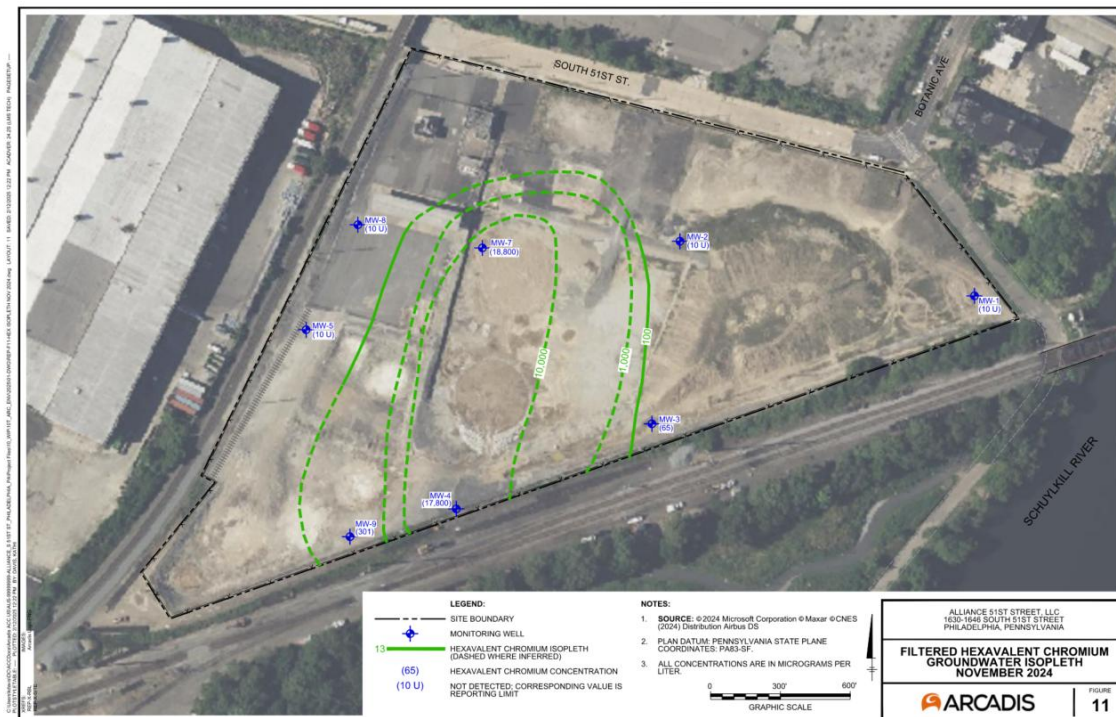 SOUTH 51ST ST.
BOTANIC AVE
MW-8
(10 U)
MW-7
(18,800)
MW-2
(10 U)
MW-1
(10 U)
MW-5
(10 U)
10,000
1,000
100
MW-3
(65)
MW-4
(17,800)
MW-9
(301)
SCHUYLKILL RIVER
LEGEND:
SITE BOUNDARY
MONITORING WELL
13
HEXAVALENT CHROMIUM ISOPLETH
(DASHED WHERE INFERRED)
(65)
HEXAVALENT CHROMIUM CONCENTRATION
(10 U)
NOT DETECTED; CORRESPONDING VALUE IS
REPORTING LIMIT
NOTES:
1. SOURCE: © 2024 Microsoft Corporation © Maxar ©CNES
(2024) Distribution Airbus DS
2. PLAN DATUM: PENNSYLVANIA STATE PLANE
COORDINATES: PA83-SF.
3. ALL CONCENTRATIONS ARE IN MICROGRAMS PER
LITER.
0 300' 600'
GRAPHIC SCALE
ALLIANCE 51ST STREET, LLC
1630-1646 SOUTH 51ST STREET
PHILADELPHIA, PENNSYLVANIA
FILTERED HEXAVALENT CHROMIUM
GROUNDWATER ISOPLETH
NOVEMBER 2024
ARCADIS
FIGURE
11